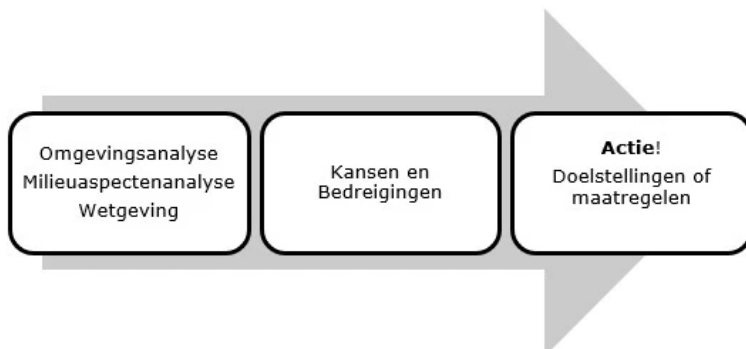 Omgevingsanalyse
Milieuaspectenanalyse
Wetgeving
Kansen en
Bedreigingen
Actie!
Doelstellingen of
maatregelen